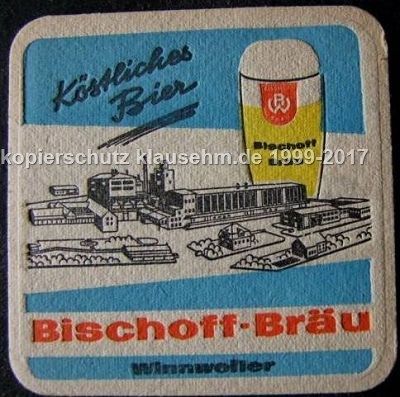 Köstliches
Bier
Bischoff
kopierschutz klausehm.de 1999-2017
Bischoff-Bräu
Winnweiler